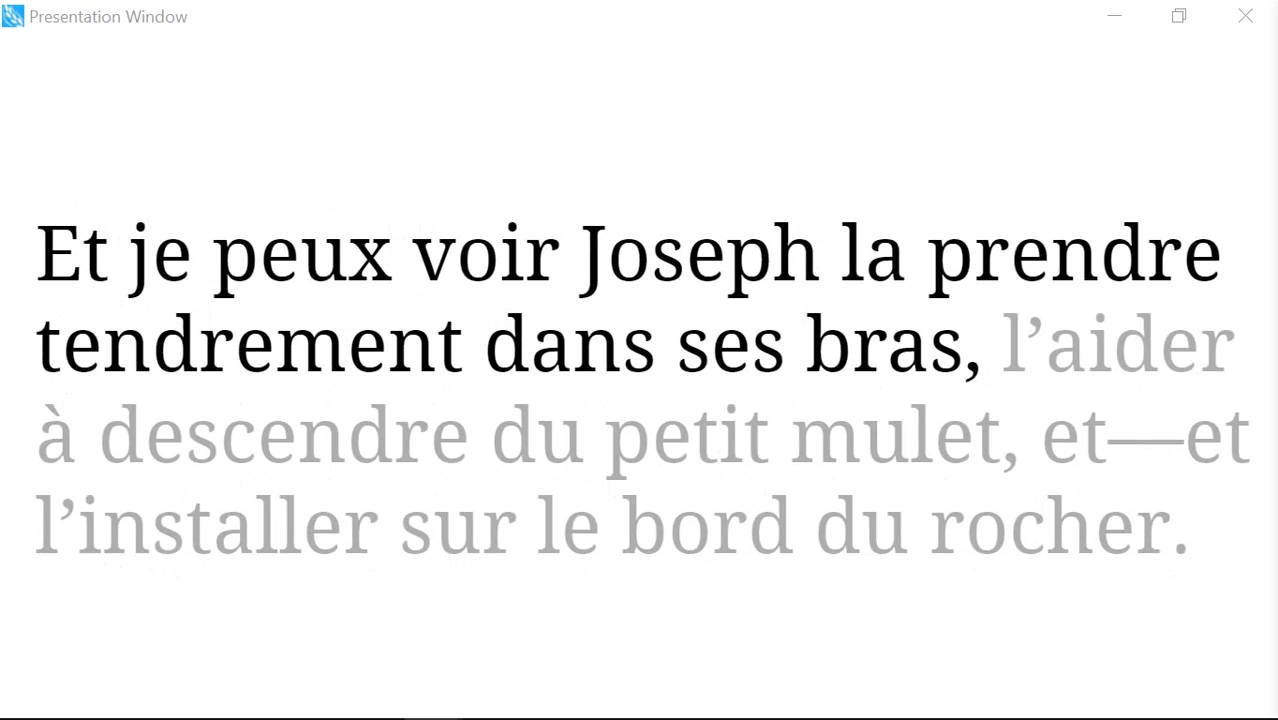 Presentation Window
Et je peux voir Joseph la prendre
tendrement dans ses bras, l’aider
à descendre du petit mulet, et—et
l’installer sur le bord du rocher.